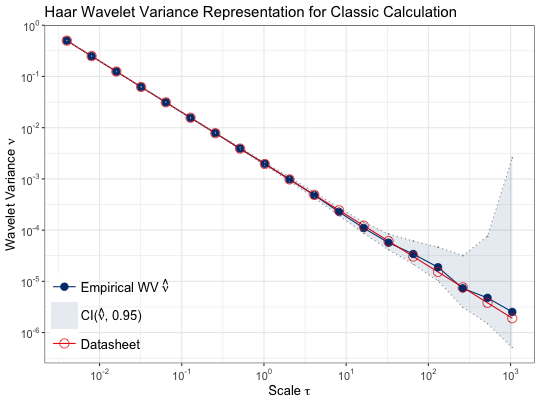 Haar Wavelet Variance Representation for Classic Calculation
Wavelet Variance ν
10⁰
10⁻¹
10⁻²
10⁻³
10⁻⁴
10⁻⁵
10⁻⁶
Empirical WV ν̂
CI(ν̂, 0.95)
Datasheet
10⁻² 10⁻¹ 10⁰ 10¹ 10² 10³
Scale τ